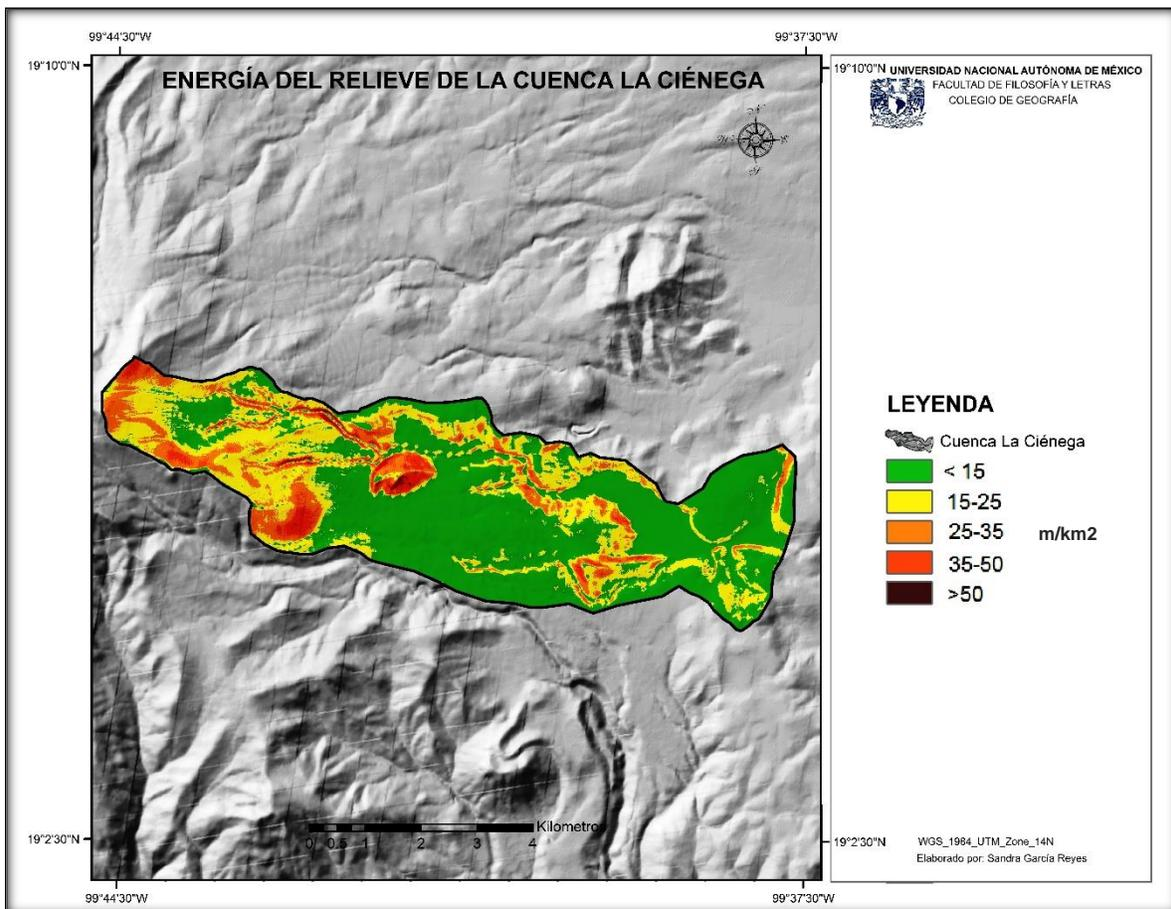 99°44'30"W
99°37'30"W
19°10'0"N
19°10'0"N
ENERGÍA DEL RELIEVE DE LA CUENCA LA CIÉNEGA
UNIVERSIDAD NACIONAL AUTÓNOMA DE MÉXICO
FACULTAD DE FILOSOFÍA Y LETRAS
COLEGIO DE GEOGRAFÍA
LEYENDA
Cuenca La Ciénega
< 15
15-25
25-35 m/km2
35-50
>50
Kilometros
0 0.5 1 2 3 4
19°2'30"N
19°2'30"N
WGS_1984_UTM_Zone_14N
Elaborado por: Sandra García Reyes
99°44'30"W
99°37'30"W